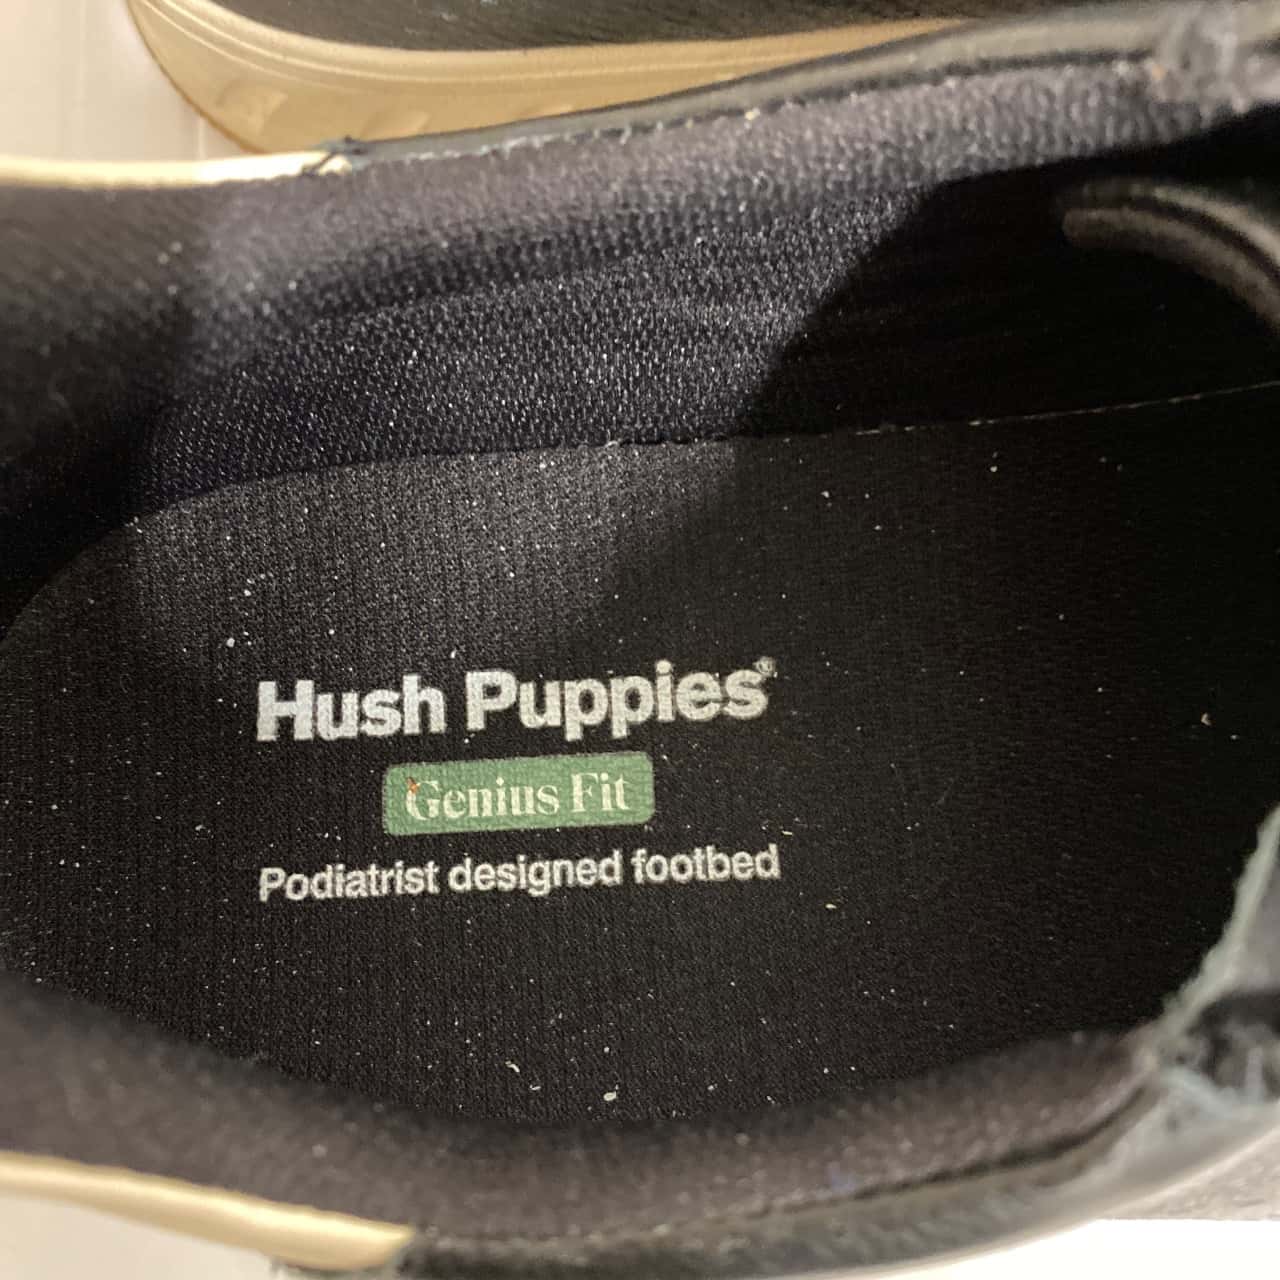 Hush Puppies®
Genius Fit
Podiatrist designed footbed